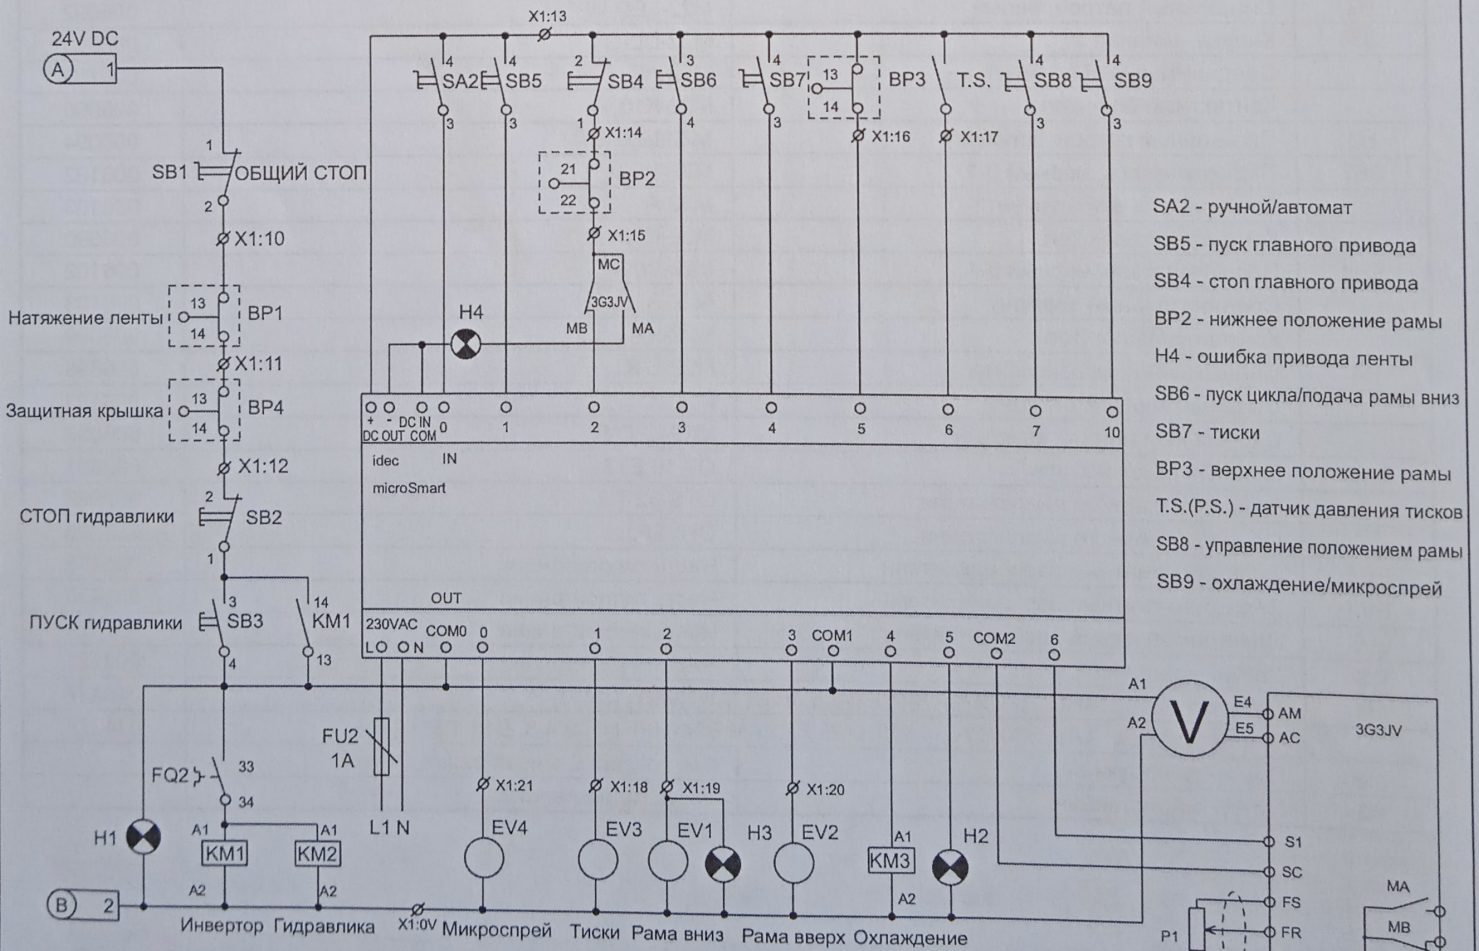 24V DC
A 1
1
SB1 ОБЩИЙ СТОП
2
X1:10
Натяжение ленты 13 BP1
14
X1:11
Защитная крышка 13 BP4
14
X1:12
2
СТОП гидравлики SB2
1
3 14
ПУСК гидравлики SB3 KM1
4 13
FQ2 33
34
H1
A1 A1
KM1 KM2
A2 A2
B 2
Инвертор Гидравлика X1:0V Микроспрей Тиски Рама вниз Рама вверх Охлаждение
X1:13
4 4 2 3 4 4 4
SA2 SB5 SB4 SB6 SB7 13 BP3 T.S. SB8 SB9
14
3 3 1 4 3 3 3
X1:14 X1:16 X1:17
21 BP2
22
X1:15
MC
3G3JV
MB MA
H4
+ - DC IN
DC OUT COM 0 1 2 3 4 5 6 7 10
idec IN
microSmart
OUT
230VAC
L N COM0 0 1 2 3 COM1 4 5 COM2 6
FU2
1A
L1 N
X1:21 X1:18 X1:19 X1:20
EV4 EV3 EV1 H3 EV2 A1 H2
KM3
A2
SA2 - ручной/автомат
SB5 - пуск главного привода
SB4 - стоп главного привода
BP2 - нижнее положение рамы
H4 - ошибка привода ленты
SB6 - пуск цикла/подача рамы вниз
SB7 - тиски
BP3 - верхнее положение рамы
T.S.(P.S.) - датчик давления тисков
SB8 - управление положением рамы
SB9 - охлаждение/микроспрей
A1
A2 V E4 AM
E5 AC
3G3JV
S1
SC
FS
P1 FR
MA
MB